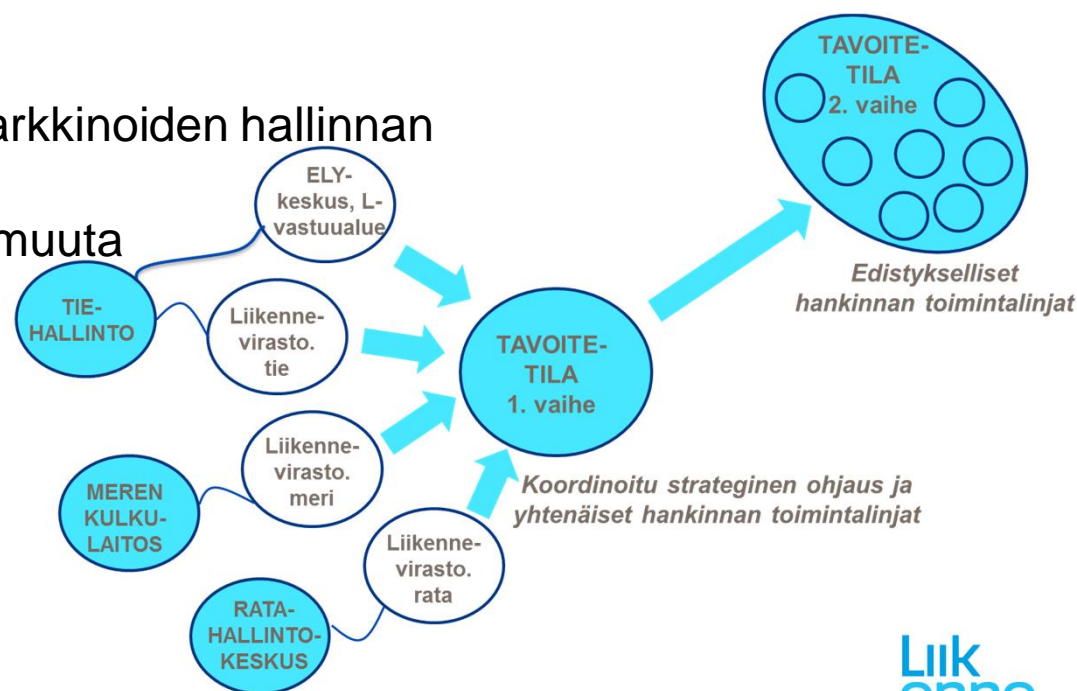 arkkinoiden hallinnan
muuta
TAVOITE-
TILA
2. vaihe
ELY-
keskus, L-
vastuualue
Edistykselliset
hankinnan toimintalinjat
TIE-
HALLINTO
Liikenne-
virasto.
tie
TAVOITE-
TILA
1. vaihe
Liikenne-
virasto.
meri
MEREN
KULKU-
LAITOS
Koordinoitu strateginen ohjaus ja
yhtenäiset hankinnan toimintalinjat
Liikenne-
virasto.
rata
RATA-
HALLINTO-
KESKUS
Liik